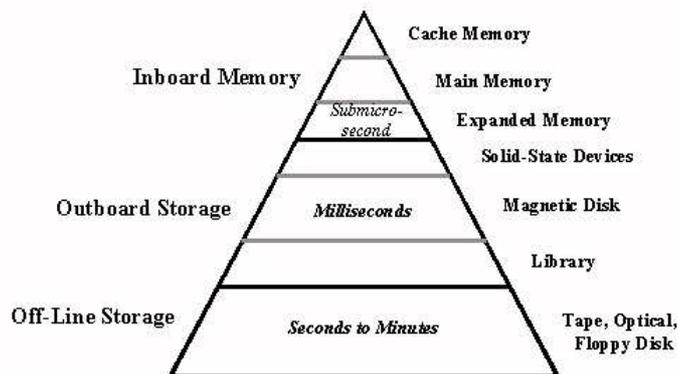 Cache Memory
Inboard Memory
Main Memory
Submicro-
second
Expanded Memory
Solid-State Devices
Outboard Storage
Milliseconds
Magnetic Disk
Library
Off-Line Storage
Seconds to Minutes
Tape, Optical,
Floppy Disk